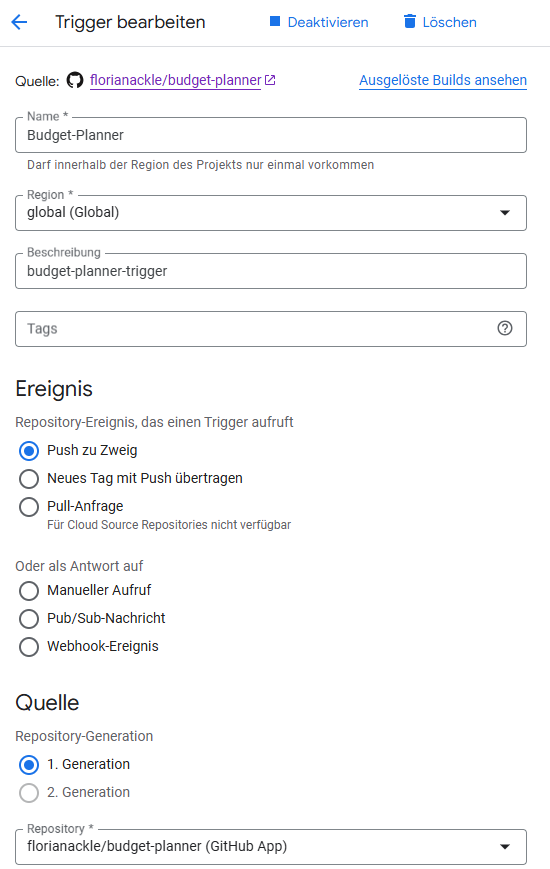 Trigger bearbeiten
Deaktivieren
Löschen
Quelle: florianackle/budget-planner
Ausgelöste Builds ansehen
Name *
Budget-Planner
Darf innerhalb der Region des Projekts nur einmal vorkommen
Region *
global (Global)
Beschreibung
budget-planner-trigger
Tags
Ereignis
Repository-Ereignis, das einen Trigger aufruft
Push zu Zweig
Neues Tag mit Push übertragen
Pull-Anfrage
Für Cloud Source Repositories nicht verfügbar
Oder als Antwort auf
Manueller Aufruf
Pub/Sub-Nachricht
Webhook-Ereignis
Quelle
Repository-Generation
1. Generation
2. Generation
Repository *
florianackle/budget-planner (GitHub App)